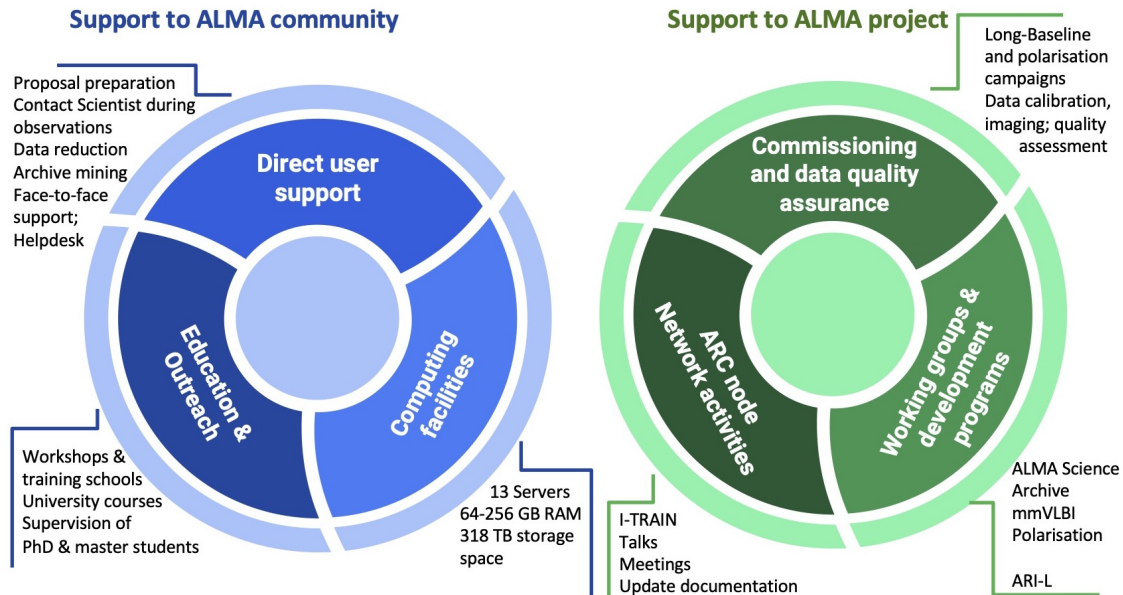 Support to ALMA community
Proposal preparation
Contact Scientist during
observations
Data reduction
Archive mining
Face-to-face
support;
Helpdesk
Direct user
support
Education &
Outreach
Computing
facilities
Workshops &
training schools
University courses
Supervision of
PhD & master students
13 Servers
64-256 GB RAM
318 TB storage
space
Support to ALMA project
Long-Baseline
and polarisation
campaigns
Data calibration,
imaging; quality
assessment
Commissioning
and data quality
assurance
ARC node
Network activities
Working groups &
development
programs
I-TRAIN
Talks
Meetings
Update documentation
ALMA Science
Archive
mmVLBI
Polarisation
ARI-L